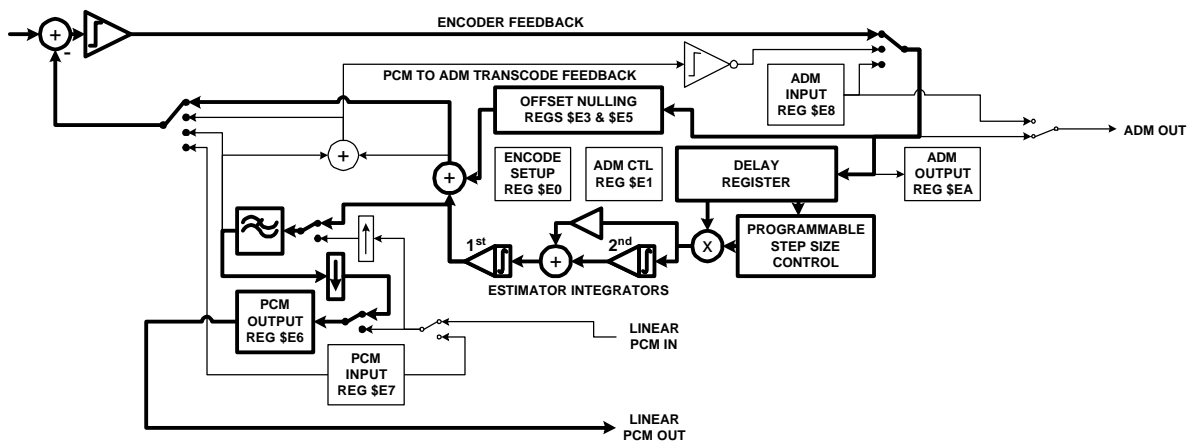 ENCODER FEEDBACK
+
-
PCM TO ADM TRANSCODE FEEDBACK
ADM
INPUT
REG $E8
OFFSET NULLING
REGS $E3 & $E5
ADM OUT
+
ENCODE
SETUP
REG $E0
ADM CTL
REG $E1
DELAY
REGISTER
ADM
OUTPUT
REG $EA
+
PROGRAMMABLE
STEP SIZE
CONTROL
1st
+
2nd
X
ESTIMATOR INTEGRATORS
PCM
OUTPUT
REG $E6
LINEAR
PCM IN
PCM
INPUT
REG $E7
LINEAR
PCM OUT